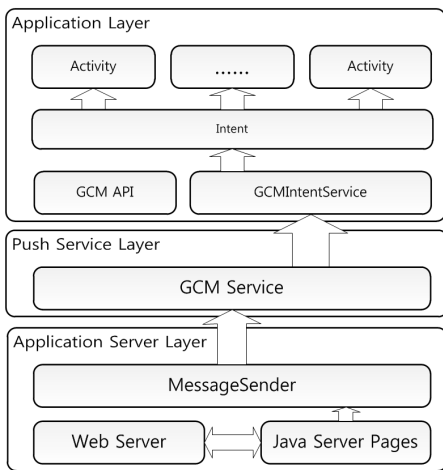 Application Layer
Activity
......
Activity
Intent
GCM API
GCMIntentService
Push Service Layer
GCM Service
Application Server Layer
MessageSender
Web Server
Java Server Pages